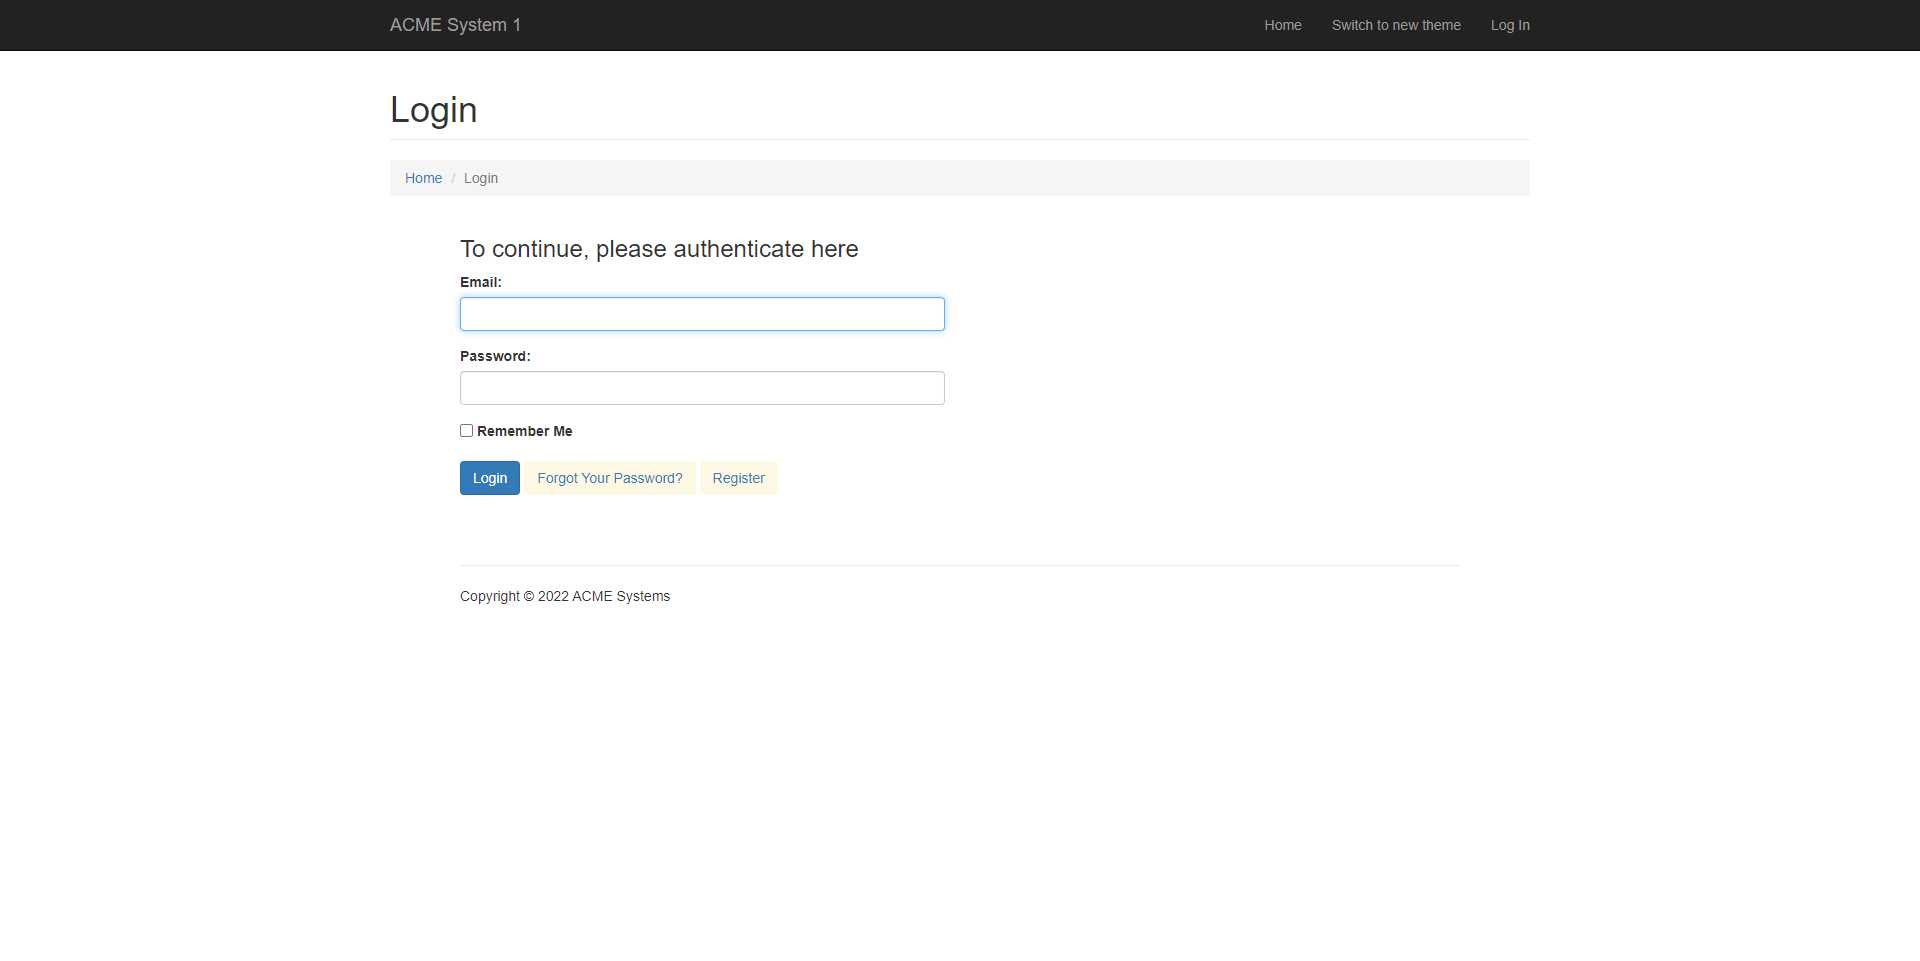 ACME System 1
Home
Switch to new theme
Log In
Login
Home / Login
To continue, please authenticate here
Email:
Password:
Remember Me
Login
Forgot Your Password?
Register
Copyright © 2022 ACME Systems